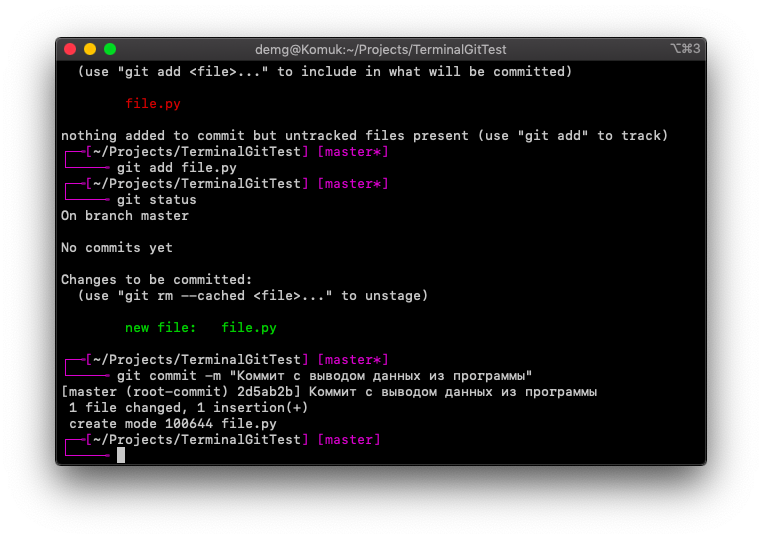 demg@Komuk:~/Projects/TerminalGitTest ⌥⌘3
(use "git add <file>..." to include in what will be committed)
file.py
nothing added to commit but untracked files present (use "git add" to track)
[~/Projects/TerminalGitTest] [master*]
git add file.py
[~/Projects/TerminalGitTest] [master*]
git status
On branch master
No commits yet
Changes to be committed:
(use "git rm --cached <file>..." to unstage)
new file:   file.py
[~/Projects/TerminalGitTest] [master*]
git commit -m "Коммит с выводом данных из программы"
[master (root-commit) 2d5ab2b] Коммит с выводом данных из программы
1 file changed, 1 insertion(+)
create mode 100644 file.py
[~/Projects/TerminalGitTest] [master]